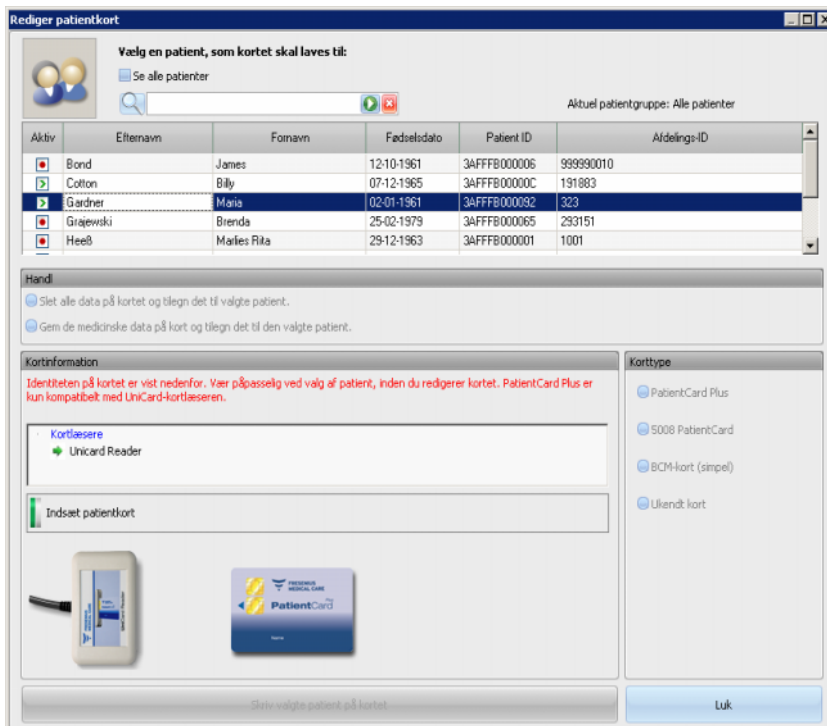 Rediger patientkort
Vælg en patient, som kortet skal laves til:
Se alle patienter
Aktuel patientgruppe: Alle patienter
Aktiv Efternavn Fornavn Fødselsdato Patient ID Afdelings-ID
Bond James 12-10-1961 3AFFFB000006 999990010
Cotton Billy 07-12-1965 3AFFFB00000C 191883
Gardner Maria 02-01-1961 3AFFFB000092 323
Grajewski Brenda 25-02-1979 3AFFFB000065 293151
Heeß Marlies Rita 29-12-1963 3AFFFB000001 1001
Handl
Slet alle data på kortet og tilegn det til valgte patient.
Gem de medicinske data på kort og tilegn det til den valgte patient.
Kortinformation
Identiteten på kortet er vist nedenfor. Vær påpasselig ved valg af patient, inden du redigerer kortet. PatientCard Plus er
kun kompatibelt med UniCard-kortlæseren.
Kortlæsere
Unicard Reader
Indsæt patientkort
FRESENIUS
MEDICAL CARE
PatientCard
Name
Korttype
PatientCard Plus
5008 PatientCard
BCM-kort (simpel)
Ukendt kort
Skriv valgte patient på kortet
Luk